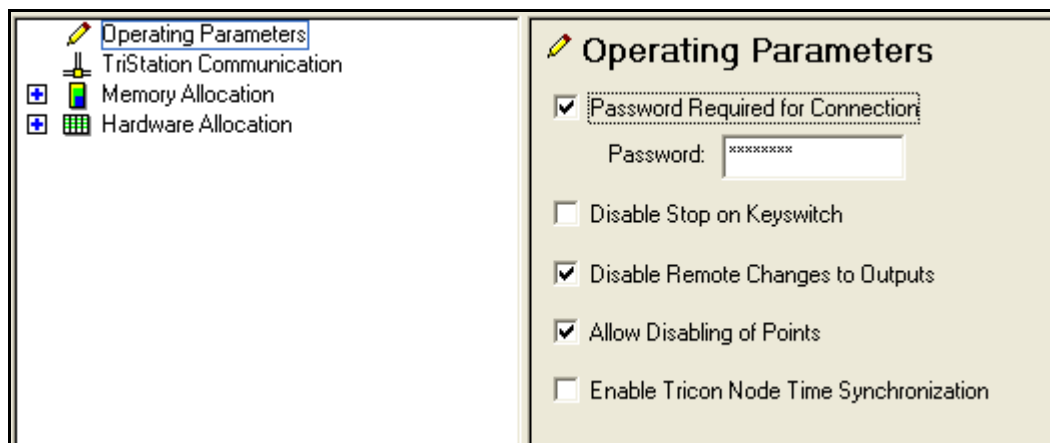 Operating Parameters
TriStation Communication
Memory Allocation
Hardware Allocation
Operating Parameters
Password Required for Connection
Password: ********
Disable Stop on Keyswitch
Disable Remote Changes to Outputs
Allow Disabling of Points
Enable Tricon Node Time Synchronization